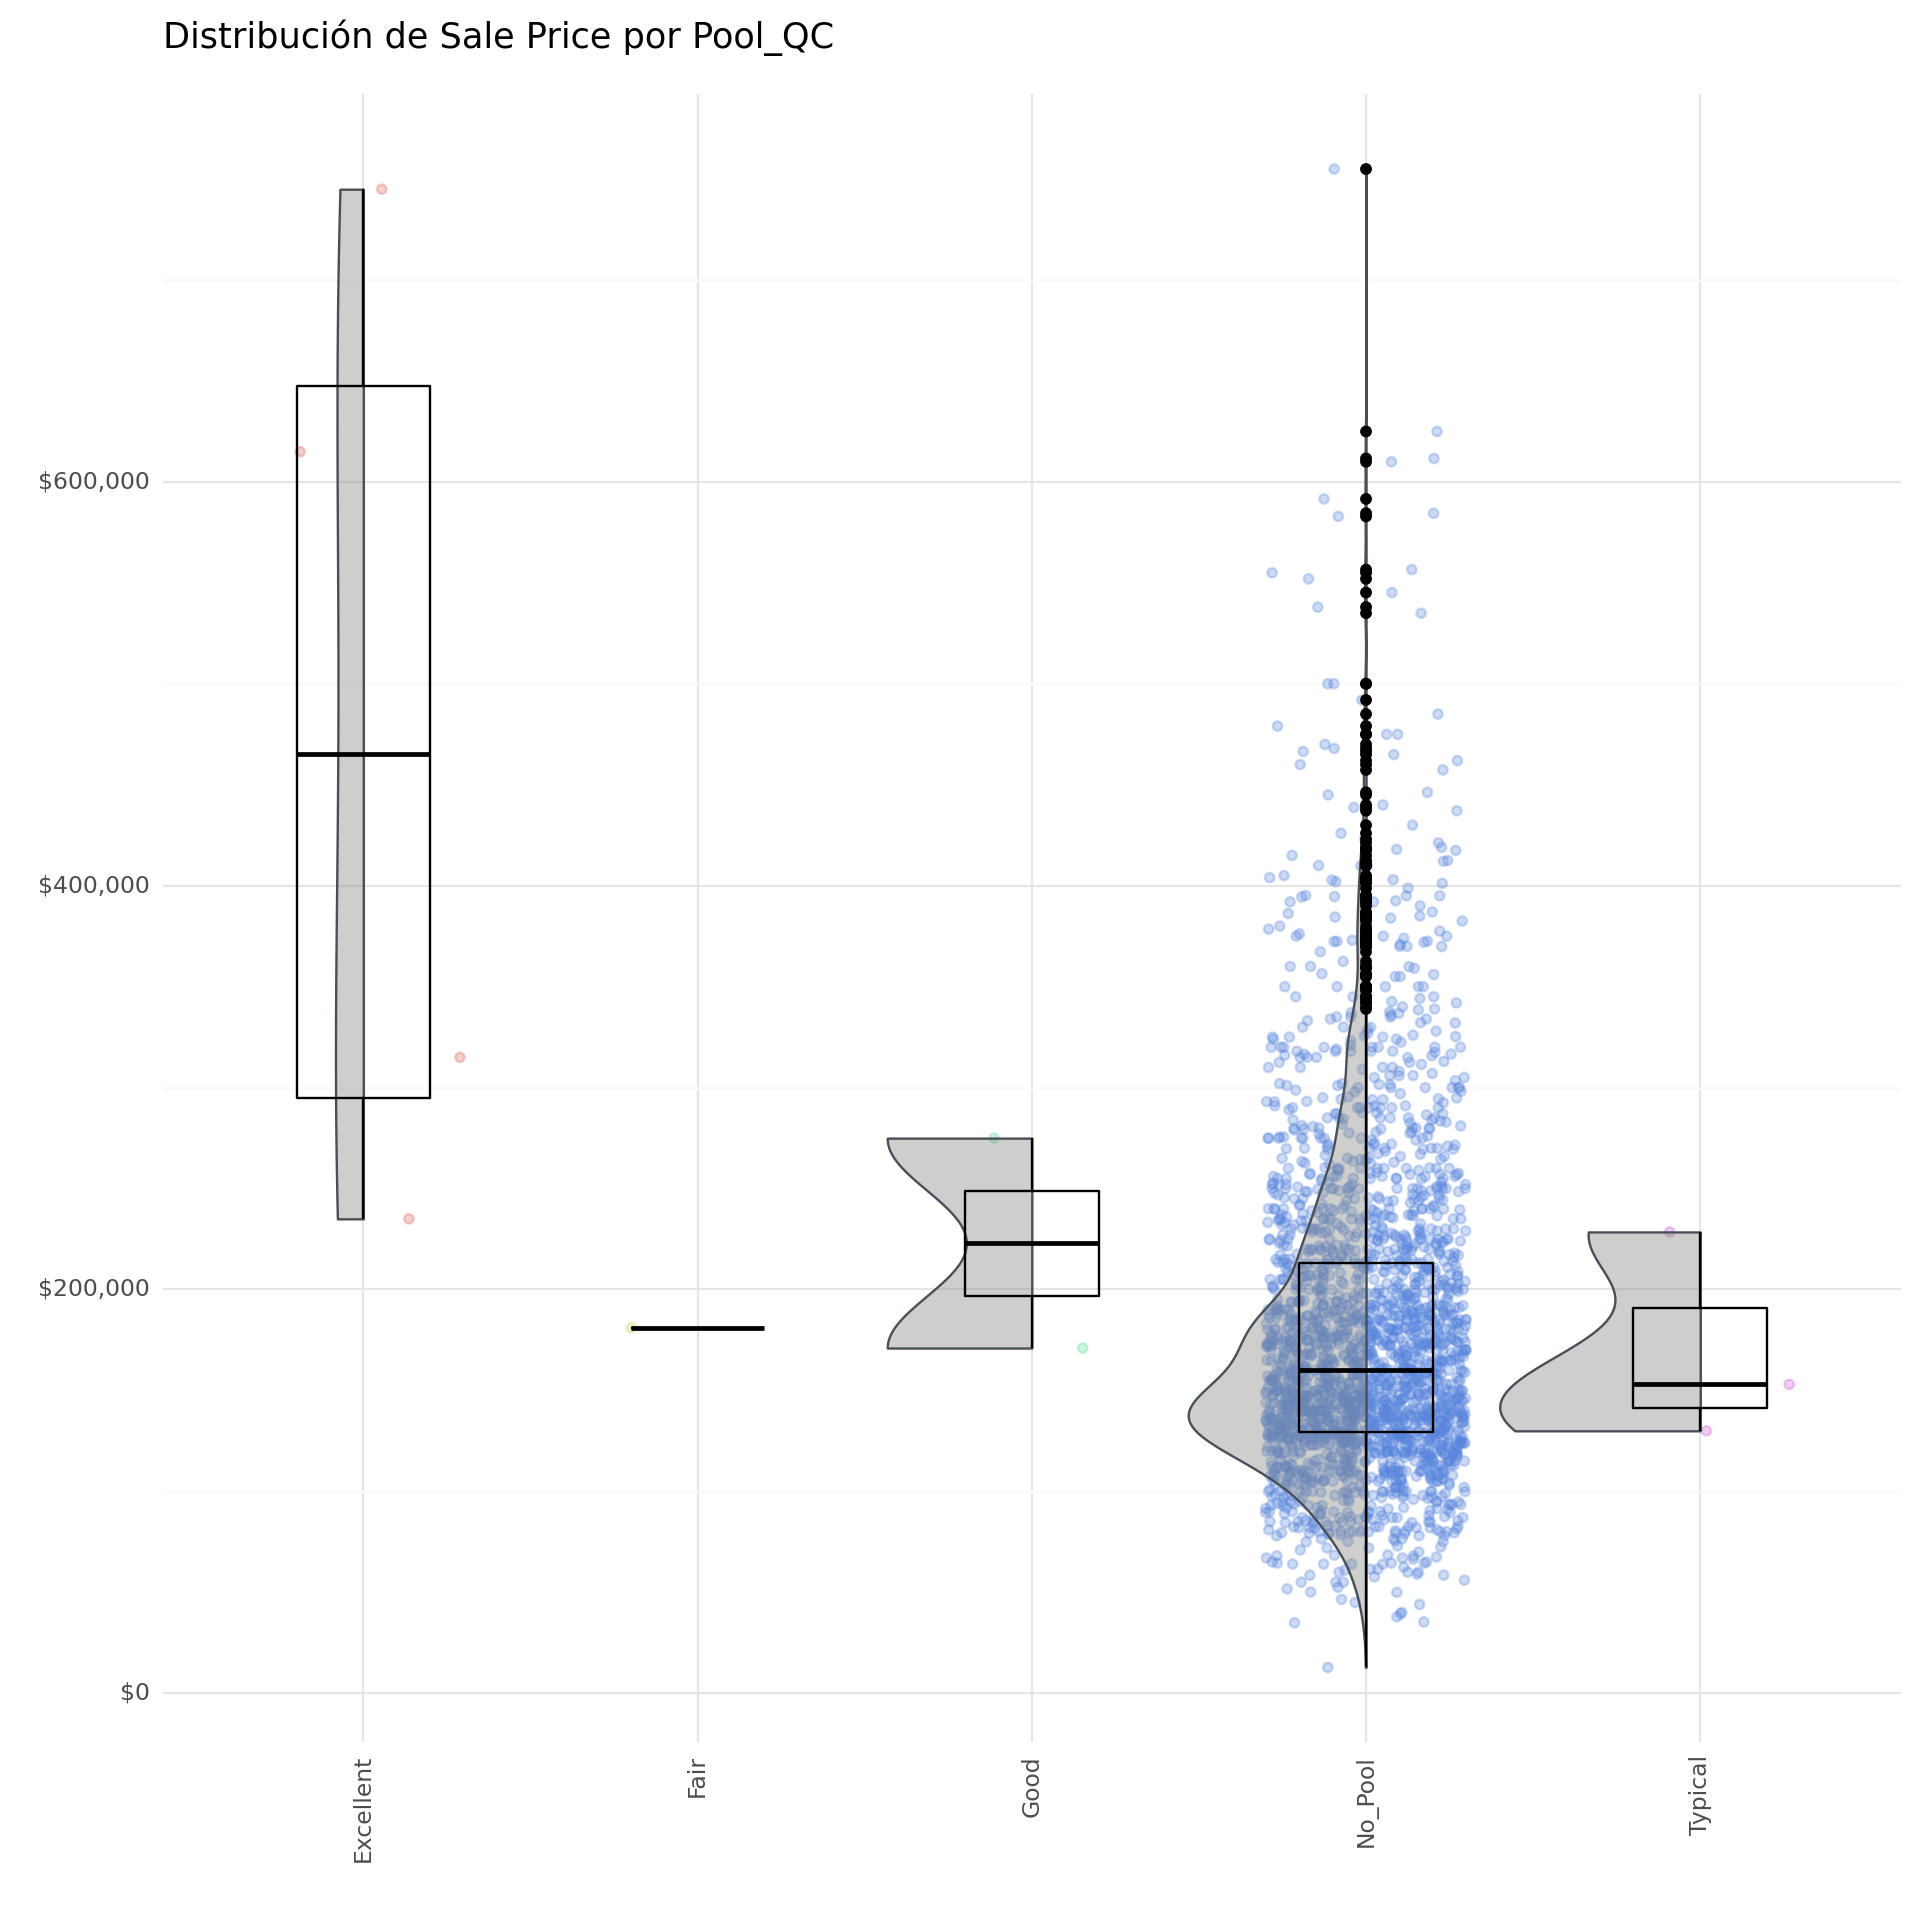 Distribución de Sale Price por Pool_QC
$600,000
$400,000
$200,000
$0
Excellent
Fair
Good
No_Pool
Typical